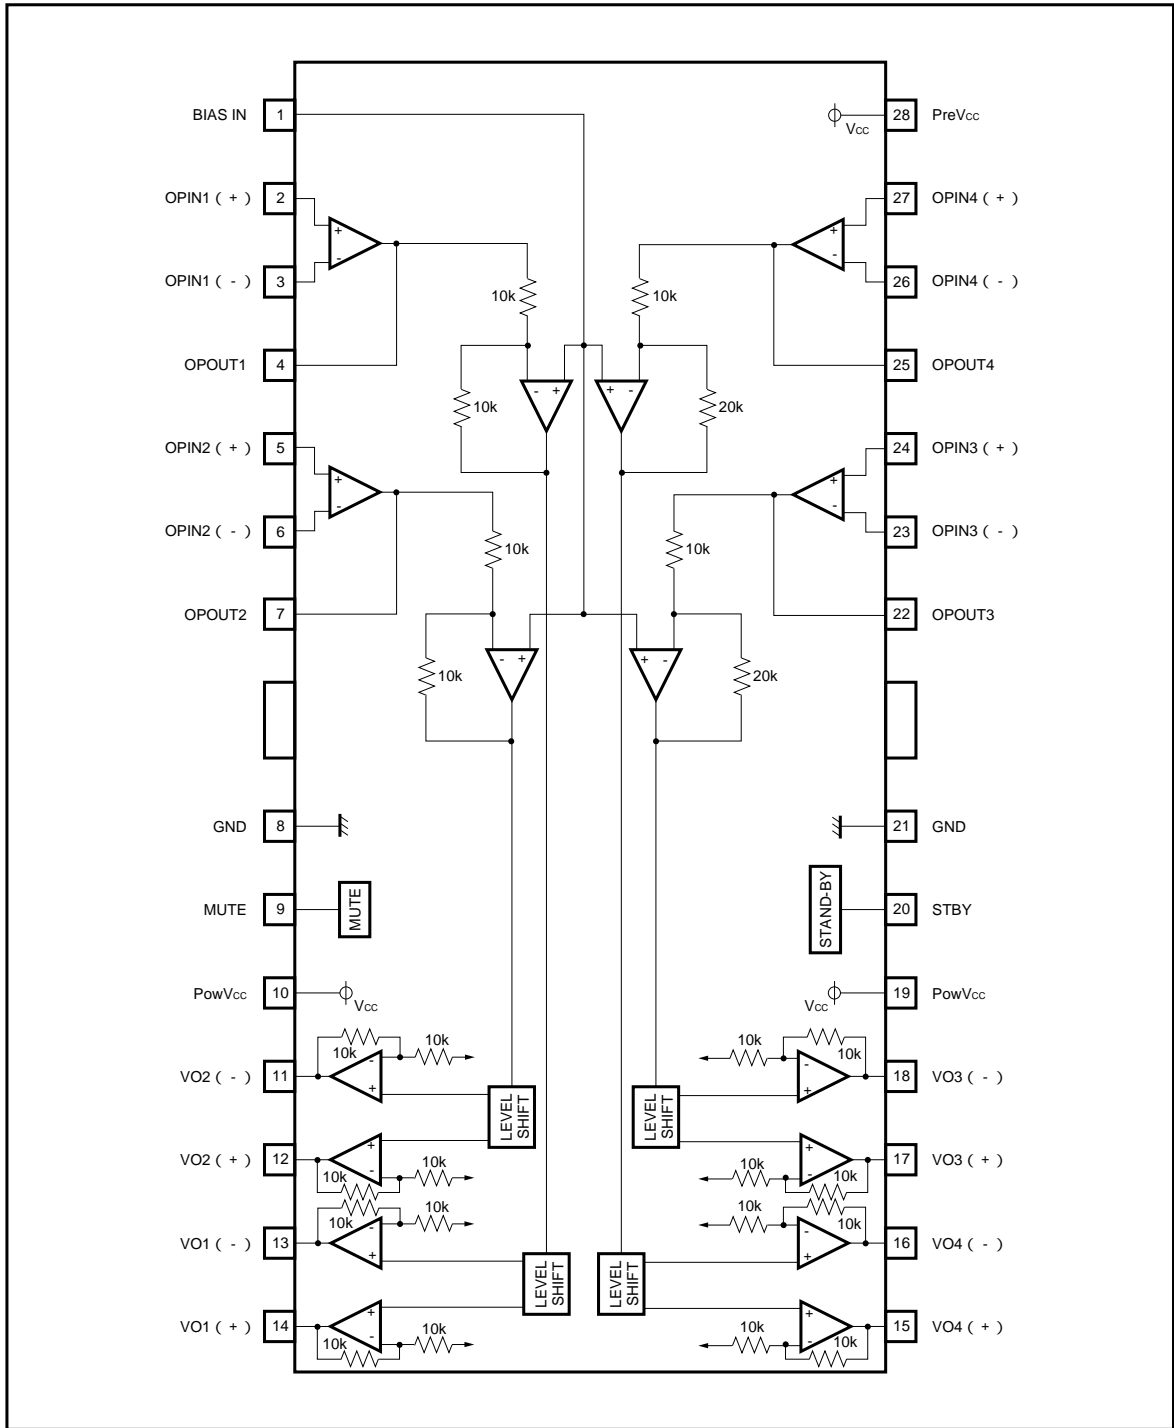 BIAS IN 1
28 PreVcc
Vcc
OPIN1 ( + ) 2
27 OPIN4 ( + )
+
-
+
-
OPIN1 ( - ) 3
26 OPIN4 ( - )
10k
10k
OPOUT1 4
25 OPOUT4
- +
+ -
10k
20k
OPIN2 ( + ) 5
24 OPIN3 ( + )
+
-
+
-
OPIN2 ( - ) 6
23 OPIN3 ( - )
10k
10k
OPOUT2 7
22 OPOUT3
- +
+ -
10k
20k
GND 8
21 GND
MUTE 9
MUTE
STAND-BY
20 STBY
PowVcc 10
Vcc
Vcc
19 PowVcc
10k
10k
10k
10k
-
+
-
+
VO2 ( - ) 11
18 VO3 ( - )
LEVEL SHIFT
LEVEL SHIFT
VO2 ( + ) 12
17 VO3 ( + )
+
-
+
-
10k
10k
10k
10k
10k
10k
10k
10k
-
+
-
+
VO1 ( - ) 13
16 VO4 ( - )
LEVEL SHIFT
LEVEL SHIFT
VO1 ( + ) 14
15 VO4 ( + )
+
-
+
-
10k
10k
10k
10k